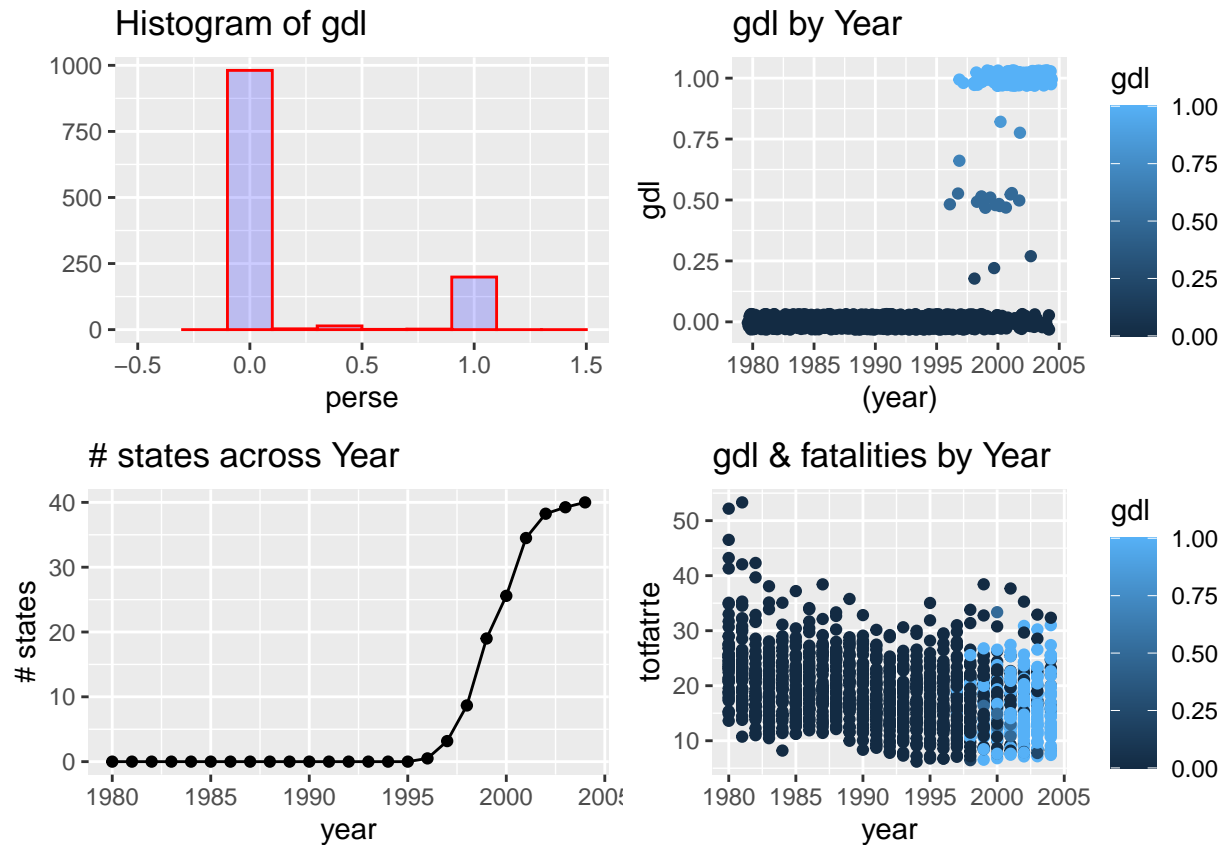 Histogram of gdl
1000
750
500
250
0
−0.5 0.0 0.5 1.0 1.5
perse
gdl by Year
gdl
1.00
0.75
0.50
0.25
0.00
1980 1985 1990 1995 2000 2005
(year)
gdl
1.00
0.75
0.50
0.25
0.00
# states across Year
# states
40
30
20
10
0
1980 1985 1990 1995 2000 2005
year
gdl & fatalities by Year
totfatrte
50
40
30
20
10
1980 1985 1990 1995 2000 2005
year
gdl
1.00
0.75
0.50
0.25
0.00